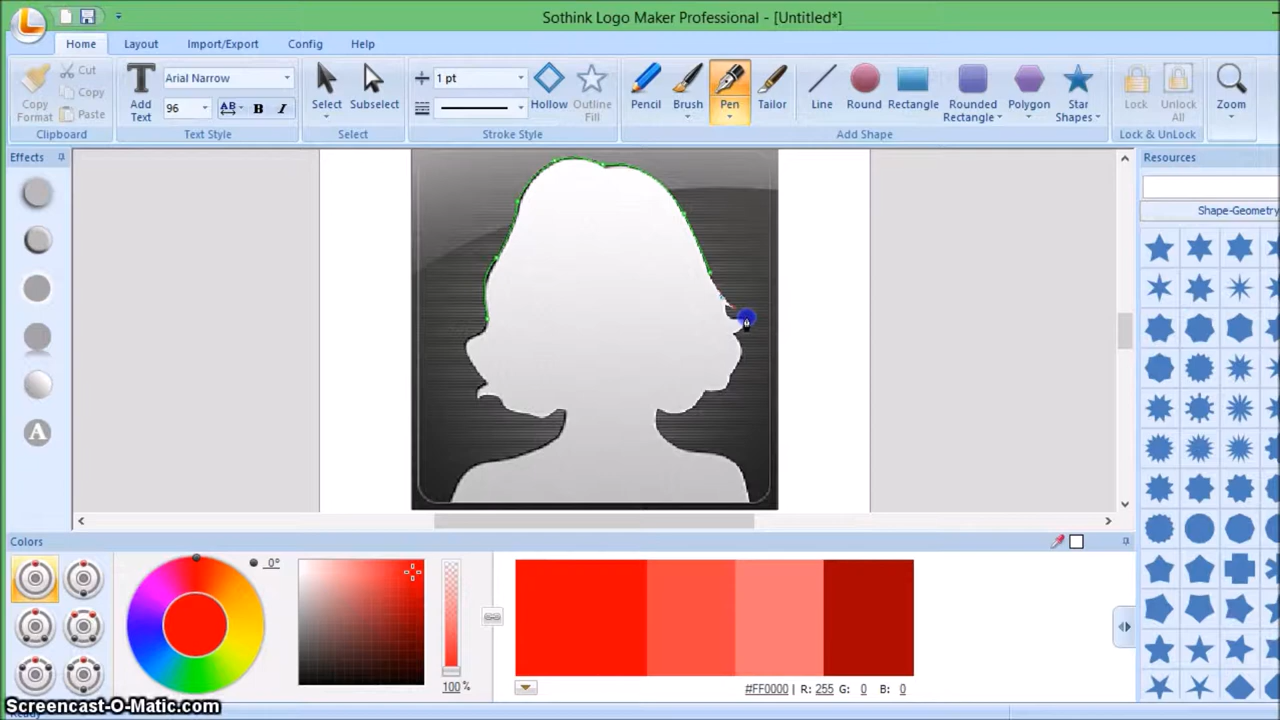 Sothink Logo Maker Professional - [Untitled*]
Home Layout Import/Export Config Help
Copy Format Cut Copy Paste
Clipboard
Add Text Arial Narrow 96 AB B I
Text Style
Select Subselect
Select
1 pt Hollow Outline Fill
Stroke Style
Pencil Brush Pen Tailor Line Round Rectangle Rounded Rectangle Polygon Star Shapes
Add Shape
Lock Unlock All
Lock & Unlock
Zoom
Effects
A
Resources
Shape-Geometry
Colors
0°
100%
#FF0000 | R: 255 G: 0 B: 0
Screencast-O-Matic.com